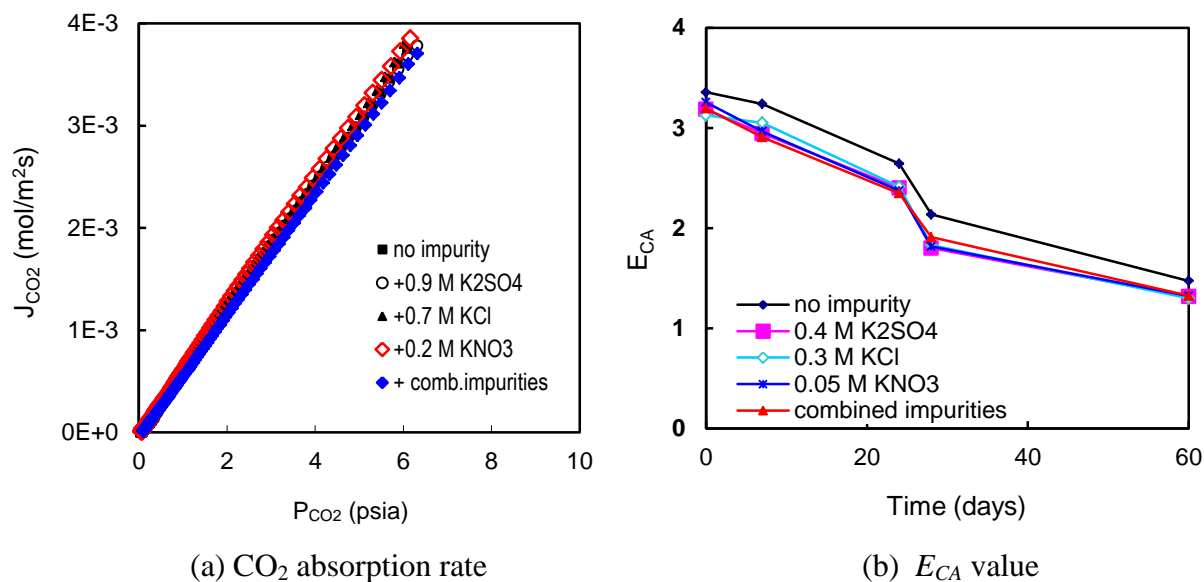 4E-3
3E-3
2E-3
1E-3
0E+0
J_CO2 (mol/m²s)
no impurity
+0.9 M K2SO4
+0.7 M KCl
+0.2 M KNO3
+ comb.impurities
0 2 4 6 8 10
P_CO2 (psia)
(a) CO₂ absorption rate
4
3
2
1
0
E_CA
no impurity
0.4 M K2SO4
0.3 M KCl
0.05 M KNO3
combined impurities
0 20 40 60
Time (days)
(b) E_CA value